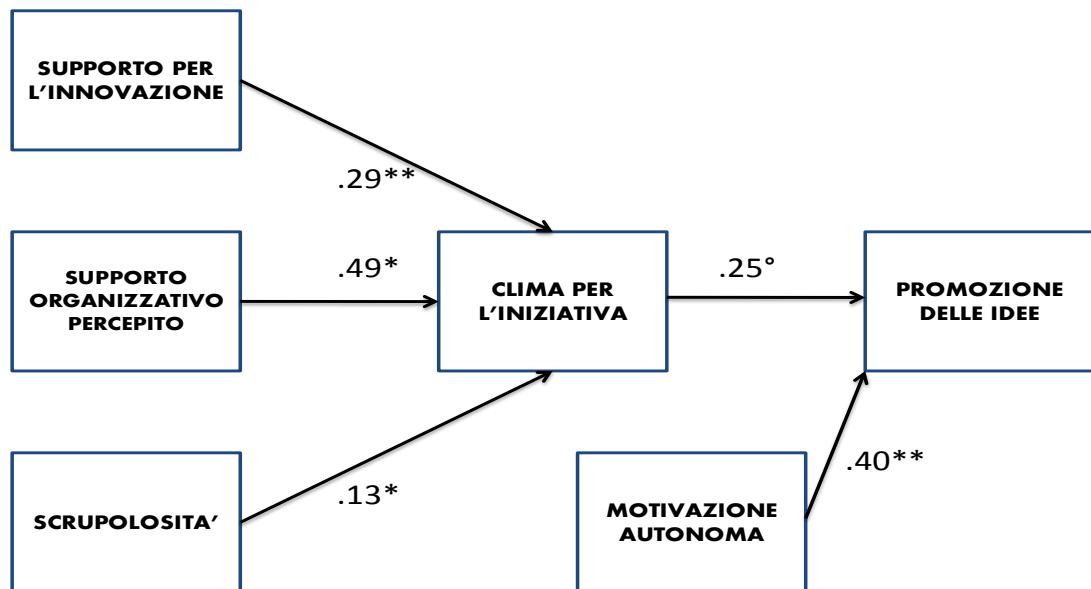 SUPPORTO PER
L’INNOVAZIONE
.29**
SUPPORTO
ORGANIZZATIVO
PERCEPITO
.49*
CLIMA PER
L’INIZIATIVA
.25°
PROMOZIONE
DELLE IDEE
SCRUPOLOSITA’
.13*
MOTIVAZIONE
AUTONOMA
.40**